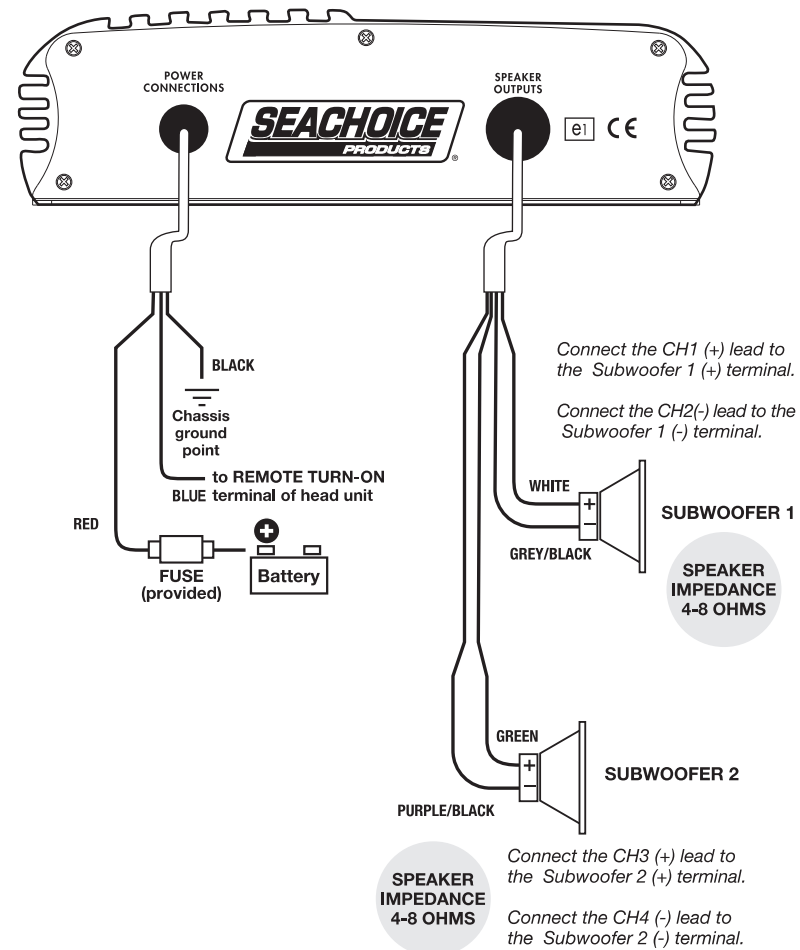 POWER
CONNECTIONS
SPEAKER
OUTPUTS
SEACHOICE
PRODUCTS
®
e1 CE
BLACK
Chassis
ground
point
to REMOTE TURN-ON
BLUE terminal of head unit
RED
FUSE
(provided)
+
Battery
Connect the CH1 (+) lead to
the Subwoofer 1 (+) terminal.
Connect the CH2(-) lead to the
Subwoofer 1 (-) terminal.
WHITE
+
–
GREY/BLACK
SUBWOOFER 1
SPEAKER
IMPEDANCE
4-8 OHMS
GREEN
+
–
PURPLE/BLACK
SUBWOOFER 2
SPEAKER
IMPEDANCE
4-8 OHMS
Connect the CH3 (+) lead to
the Subwoofer 2 (+) terminal.
Connect the CH4 (-) lead to
the Subwoofer 2 (-) terminal.